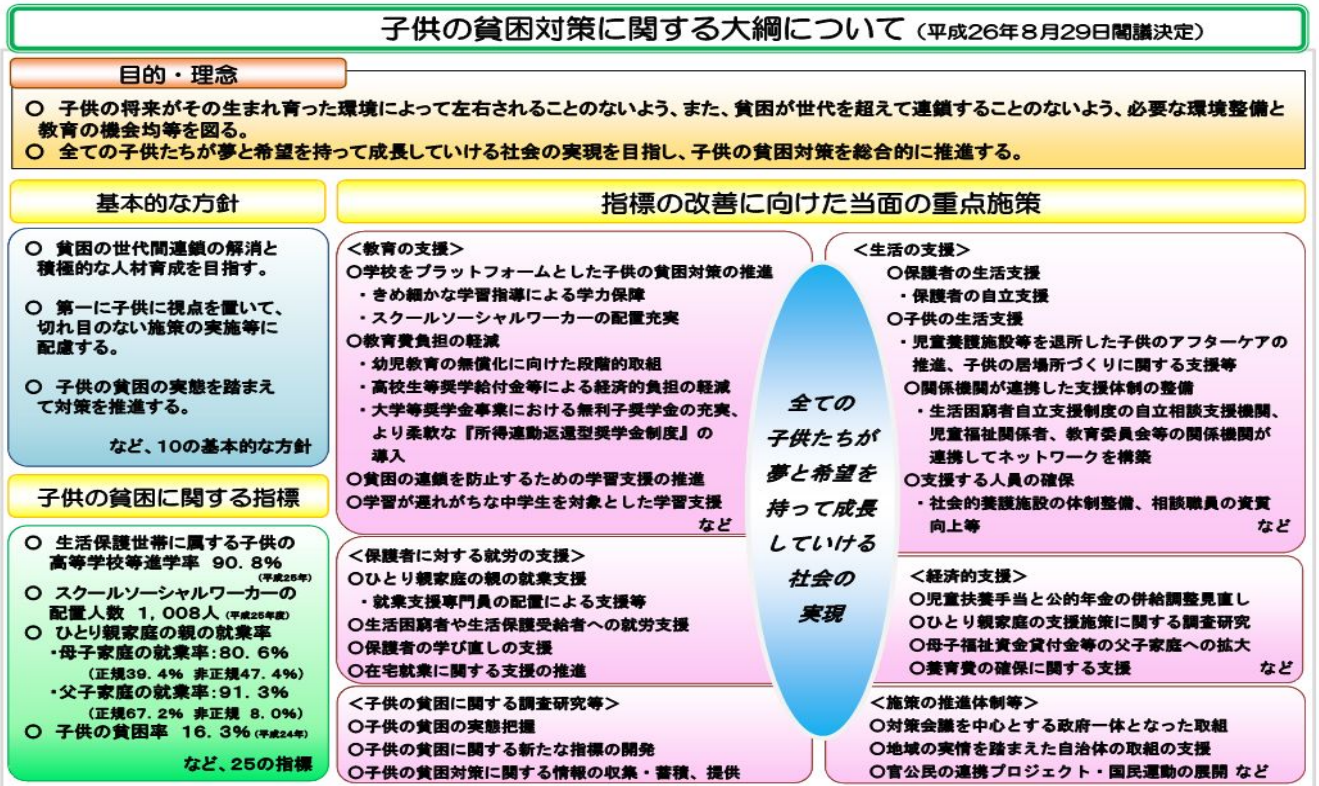 子供の貧困対策に関する大綱について（平成26年8月29日閣議決定）
目的・理念
○ 子供の将来がその生まれ育った環境によって左右されることのないよう、また、貧困が世代を超えて連鎖することのないよう、必要な環境整備と
教育の機会均等を図る。
○ 全ての子供たちが夢と希望を持って成長していける社会の実現を目指し、子供の貧困対策を総合的に推進する。
基本的な方針
○ 貧困の世代間連鎖の解消と
積極的な人材育成を目指す。
○ 第一に子供に視点を置いて、
切れ目のない施策の実施等に
配慮する。
○ 子供の貧困の実態を踏まえ
て対策を推進する。
など、10の基本的な方針
子供の貧困に関する指標
○ 生活保護世帯に属する子供の
高等学校等進学率 90.8%
(平成25年)
○ スクールソーシャルワーカーの
配置人数 1,008人(平成25年度)
○ ひとり親家庭の親の就業率
・母子家庭の就業率:80.6%
(正規39.4% 非正規47.4%)
・父子家庭の就業率:91.3%
(正規67.2% 非正規 8.0%)
○ 子供の貧困率 16.3%(平成24年)
など、25の指標
指標の改善に向けた当面の重点施策
<教育の支援>
○学校をプラットフォームとした子供の貧困対策の推進
・きめ細かな学習指導による学力保障
・スクールソーシャルワーカーの配置充実
○教育費負担の軽減
・幼児教育の無償化に向けた段階的取組
・高校生等奨学給付金等による経済的負担の軽減
・大学等奨学金事業における無利子奨学金の充実、
より柔軟な『所得連動返還型奨学金制度』の
導入
○貧困の連鎖を防止するための学習支援の推進
○学習が遅れがちな中学生を対象とした学習支援
など
<保護者に対する就労の支援>
○ひとり親家庭の親の就業支援
・就業支援専門員の配置による支援等
○生活困窮者や生活保護受給者への就労支援
○保護者の学び直しの支援
○在宅就業に関する支援の推進
<子供の貧困に関する調査研究等>
○子供の貧困の実態把握
○子供の貧困に関する新たな指標の開発
○子供の貧困対策に関する情報の収集・蓄積、提供
全ての
子供たちが
夢と希望を
持って成長
していける
社会の
実現
<生活の支援>
○保護者の生活支援
・保護者の自立支援
○子供の生活支援
・児童養護施設等を退所した子供のアフターケアの
推進、子供の居場所づくりに関する支援等
○関係機関が連携した支援体制の整備
・生活困窮者自立支援制度の自立相談支援機関、
児童福祉関係者、教育委員会等の関係機関が
連携してネットワークを構築
○支援する人員の確保
・社会的養護施設の体制整備、相談職員の資質
向上等 など
<経済的支援>
○児童扶養手当と公的年金の併給調整見直し
○ひとり親家庭の支援施策に関する調査研究
○母子福祉資金貸付金等の父子家庭への拡大
○養育費の確保に関する支援 など
<施策の推進体制等>
○対策会議を中心とする政府一体となった取組
○地域の実情を踏まえた自治体の取組の支援
○官公民の連携プロジェクト・国民運動の展開 など